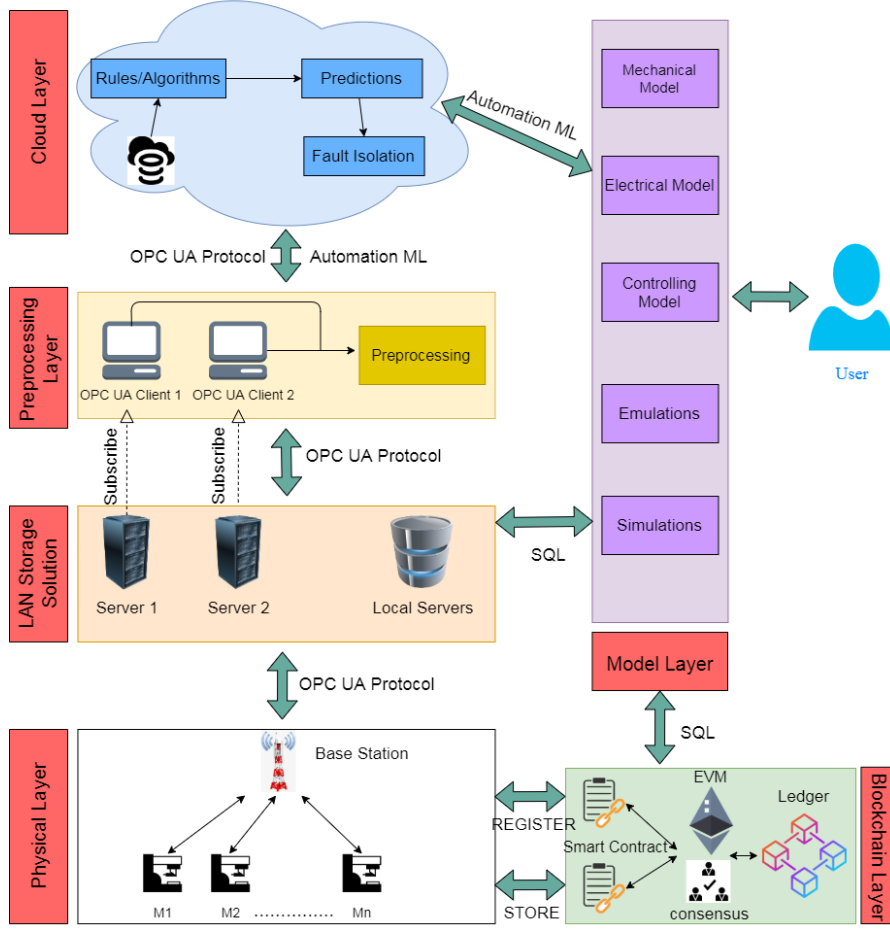 Cloud Layer
Rules/Algorithms
Predictions
Fault Isolation
Automation ML
Mechanical
Model
Electrical Model
Controlling
Model
Emulations
Simulations
Model Layer
User
OPC UA Protocol
Automation ML
Preprocessing
Layer
OPC UA Client 1
OPC UA Client 2
Preprocessing
Subscribe
Subscribe
OPC UA Protocol
LAN Storage
Solution
Server 1
Server 2
Local Servers
SQL
OPC UA Protocol
SQL
Physical Layer
Base Station
M1
M2
..............
Mn
REGISTER
STORE
EVM
Ledger
Smart Contract
consensus
Blockchain Layer